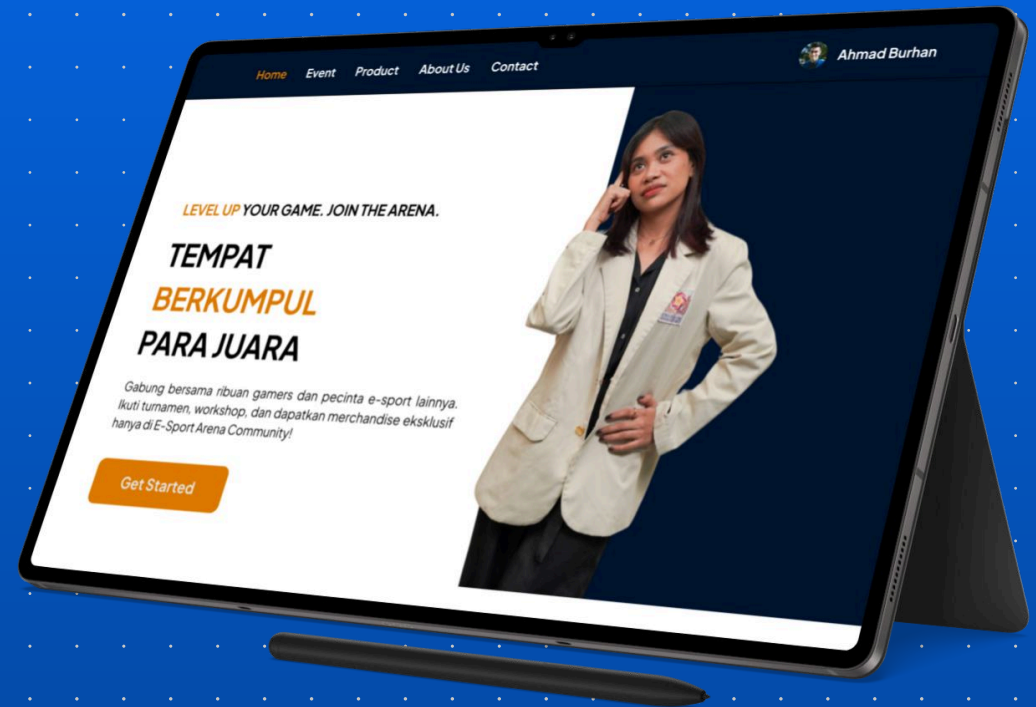 Home Event Product About Us Contact
Ahmad Burhan
LEVEL UP YOUR GAME. JOIN THE ARENA.
TEMPAT
BERKUMPUL
PARA JUARA
Gabung bersama ribuan gamers dan pecinta e-sport lainnya.
Ikuti turnamen, workshop, dan dapatkan merchandise eksklusif
hanya di E-Sport Arena Community!
Get Started